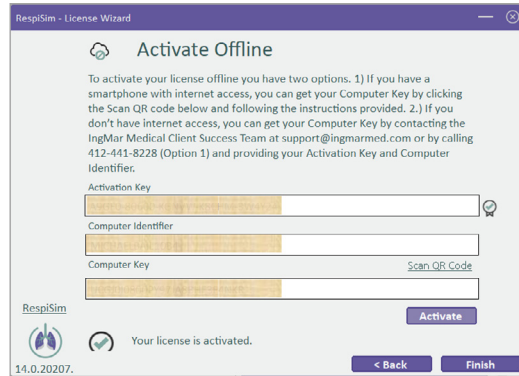 RespiSim - License Wizard
Activate Offline
To activate your license offline you have two options. 1) If you have a
smartphone with internet access, you can get your Computer Key by clicking
the Scan QR code below and following the instructions provided. 2.) If you
don't have internet access, you can get your Computer Key by contacting the
IngMar Medical Client Success Team at support@ingmarmed.com or by calling
412-441-8228 (Option 1) and providing your Activation Key and Computer
Identifier.
Activation Key
Computer Identifier
Computer Key
Scan QR Code
Activate
RespiSim
Your license is activated.
14.0.20207.
< Back
Finish